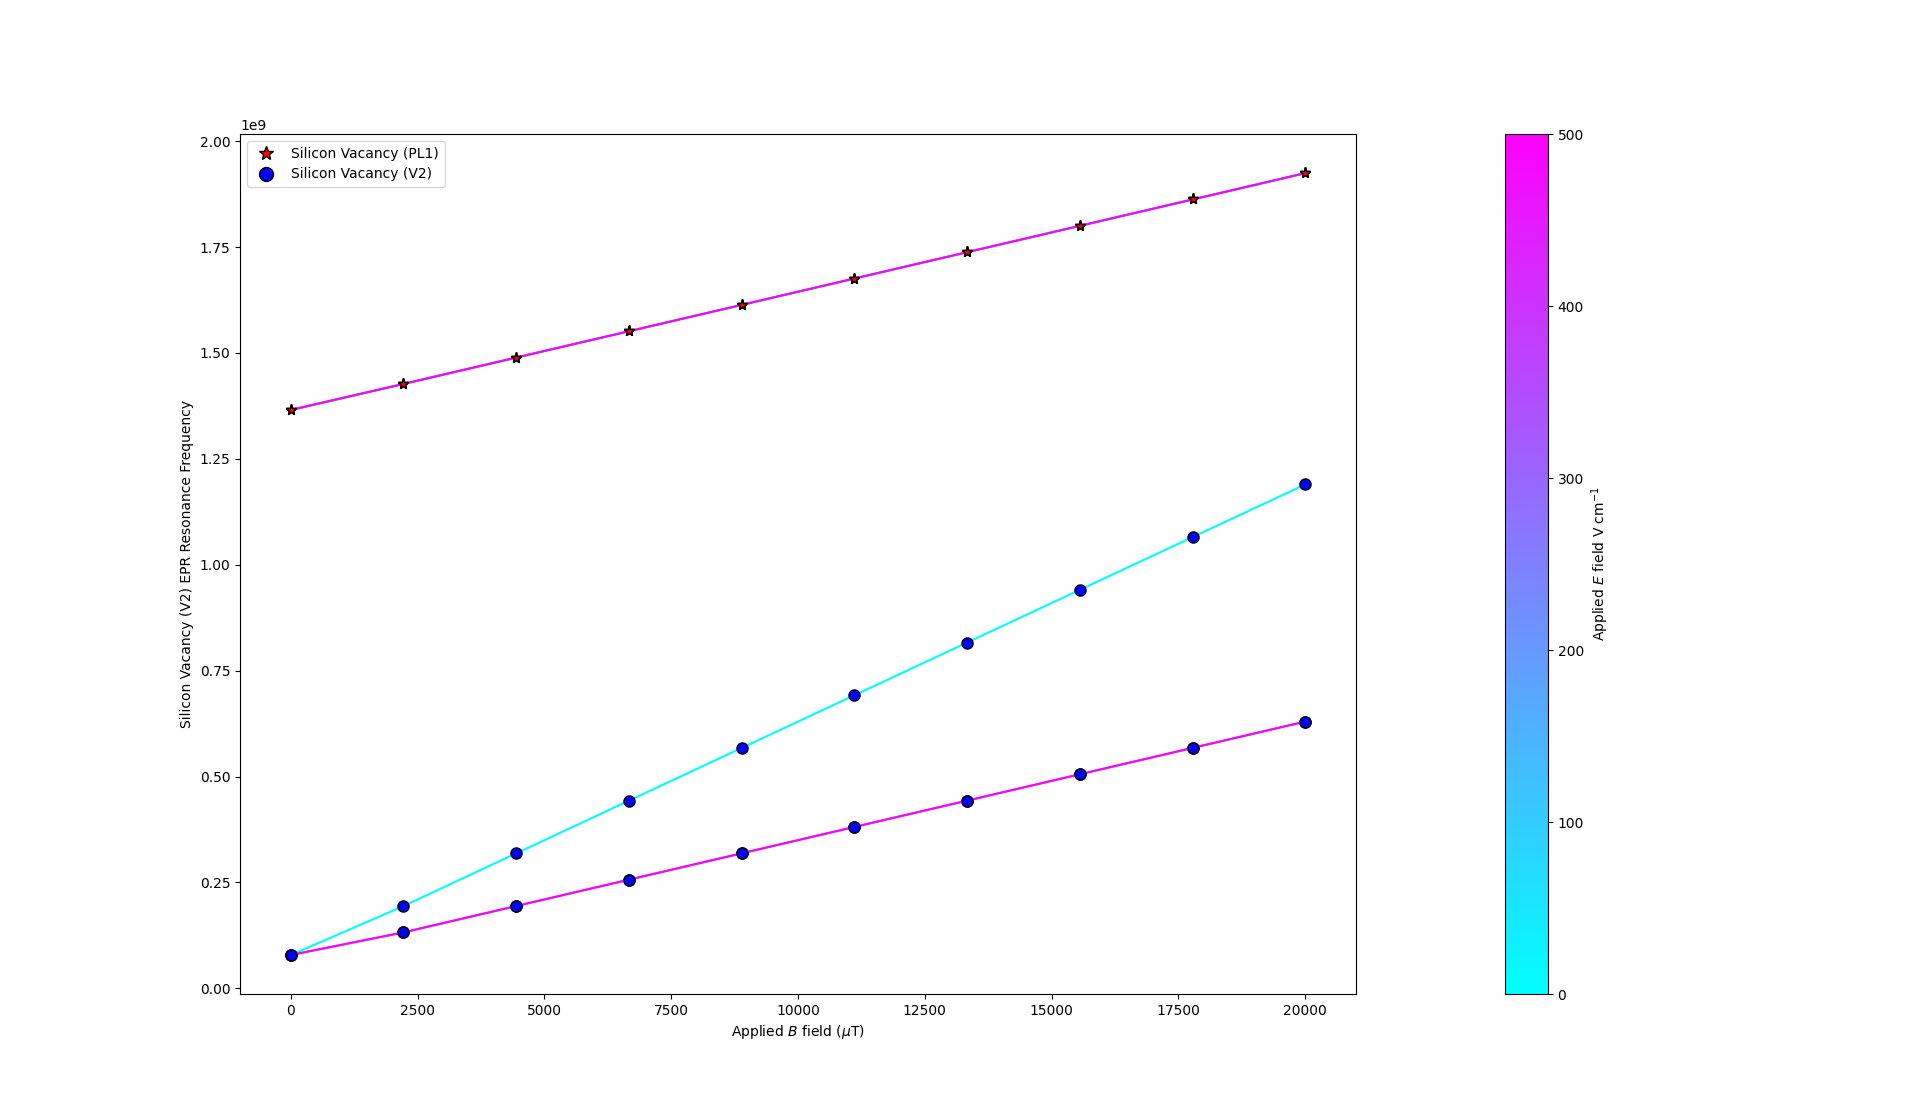 1e9
2.00
1.75
1.50
1.25
1.00
0.75
0.50
0.25
0.00
Silicon Vacancy (PL1)
Silicon Vacancy (V2)
Silicon Vacancy (V2) EPR Resonance Frequency
0 2500 5000 7500 10000 12500 15000 17500 20000
Applied B field (μT)
500
400
300
200
100
0
Applied E field V cm⁻¹